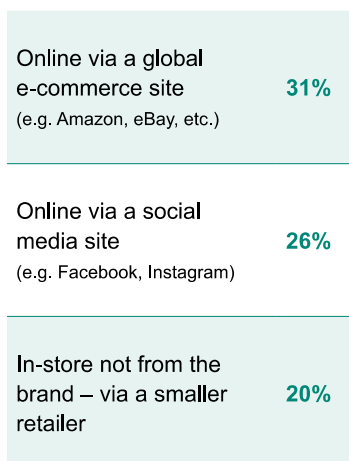 Online via a global
e-commerce site 31%
(e.g. Amazon, eBay, etc.)
Online via a social
media site 26%
(e.g. Facebook, Instagram)
In-store not from the
brand – via a smaller 20%
retailer